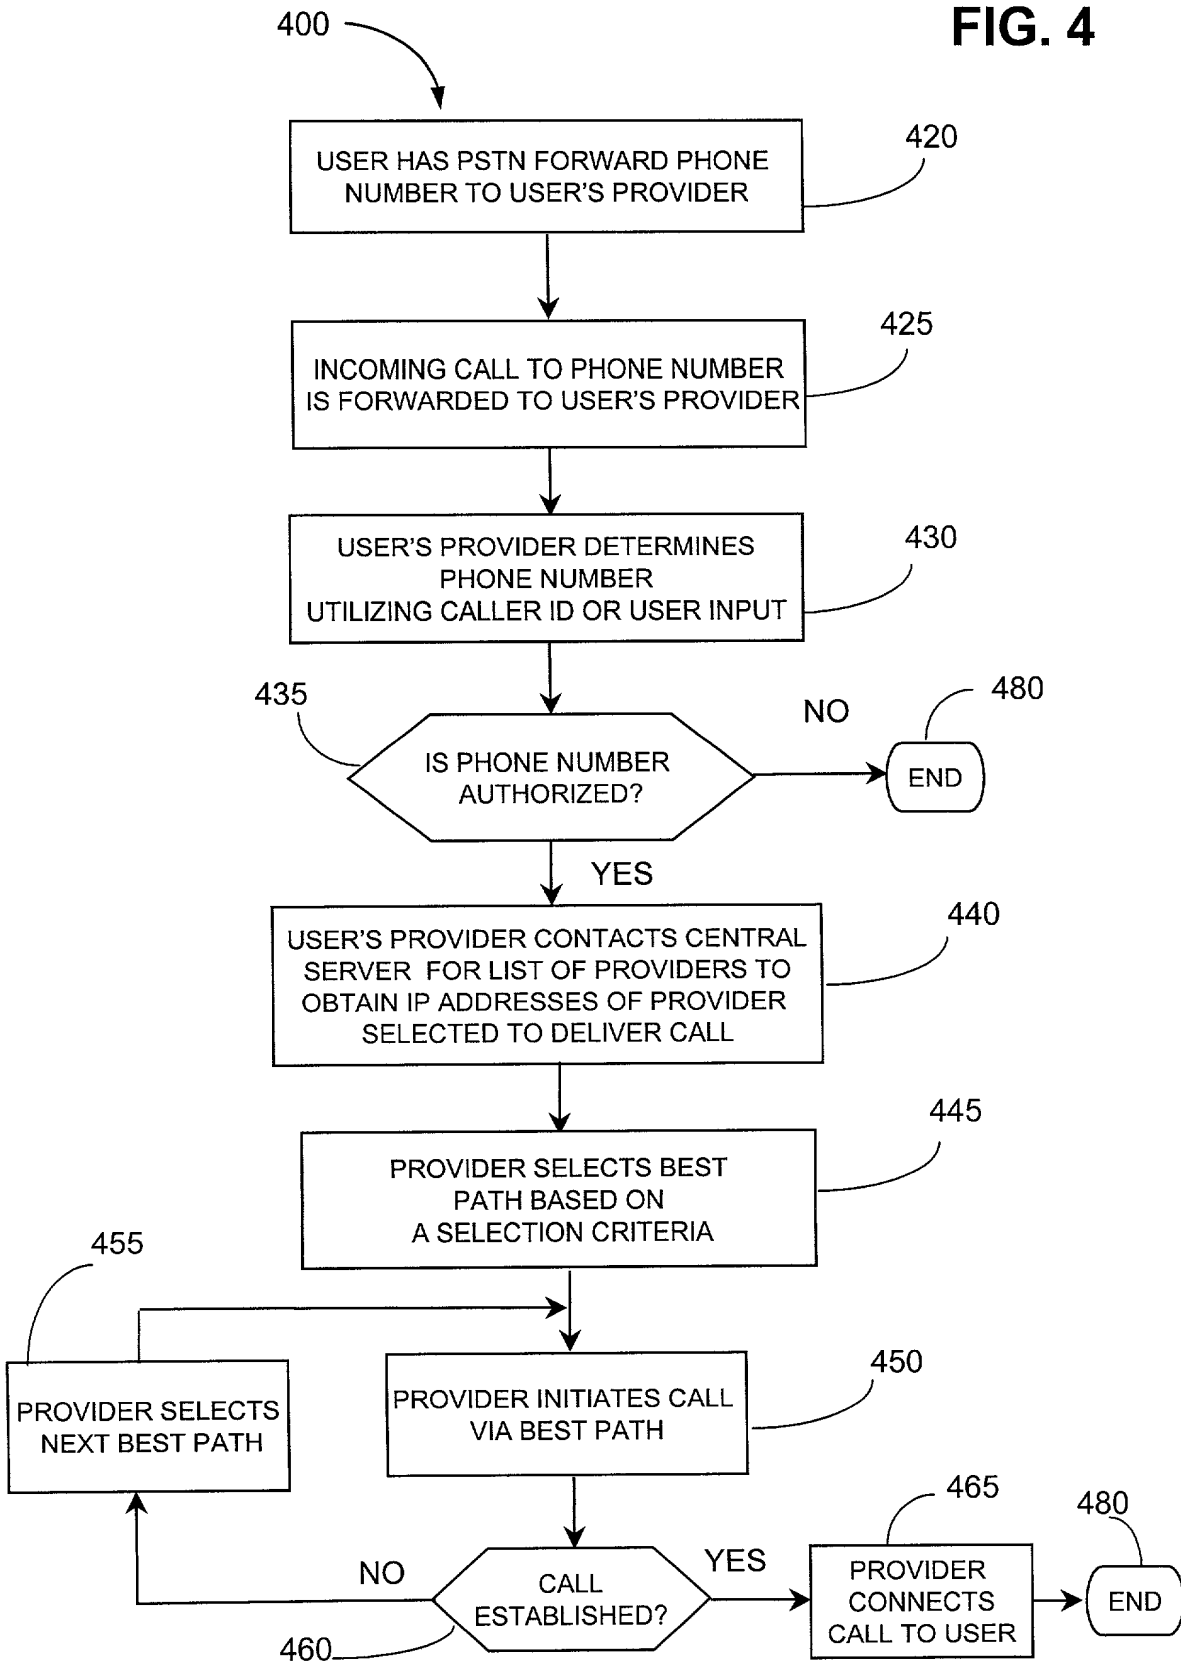 FIG. 4
400
420
USER HAS PSTN FORWARD PHONE
NUMBER TO USER'S PROVIDER
425
INCOMING CALL TO PHONE NUMBER
IS FORWARDED TO USER'S PROVIDER
430
USER'S PROVIDER DETERMINES
PHONE NUMBER
UTILIZING CALLER ID OR USER INPUT
435
NO
480
IS PHONE NUMBER
AUTHORIZED?
END
YES
440
USER'S PROVIDER CONTACTS CENTRAL
SERVER FOR LIST OF PROVIDERS TO
OBTAIN IP ADDRESSES OF PROVIDER
SELECTED TO DELIVER CALL
445
PROVIDER SELECTS BEST
PATH BASED ON
A SELECTION CRITERIA
455
PROVIDER SELECTS
NEXT BEST PATH
450
PROVIDER INITIATES CALL
VIA BEST PATH
NO
CALL
ESTABLISHED?
460
YES
465
PROVIDER
CONNECTS
CALL TO USER
480
END